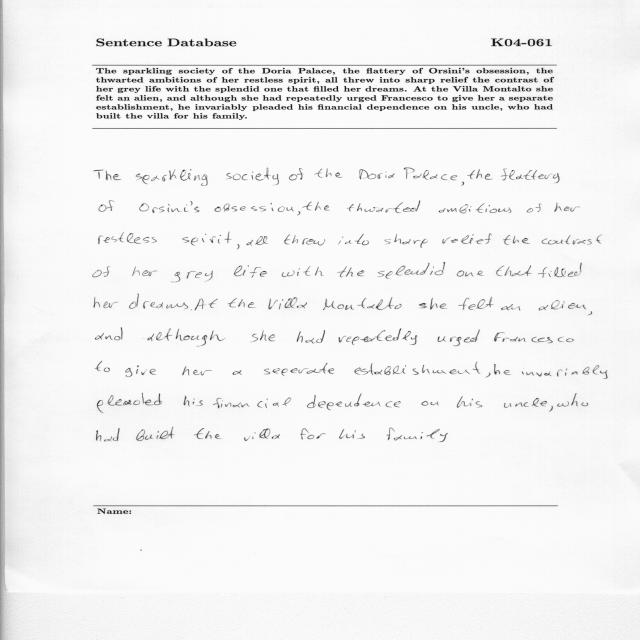 Sentence Database K04-061
The sparkling society of the Doria Palace, the flattery of Orsini's obsession, the
thwarted ambitions of her restless spirit, all threw into sharp relief the contrast of
her grey life with the splendid one that filled her dreams. At the Villa Montalto she
felt an alien, and although she had repeatedly urged Francesco to give her a separate
establishment, he invariably pleaded his financial dependence on his uncle, who had
built the villa for his family.
The sparkling society of the Doria Palace, the flattery
of Orsini's obsession, the thwarted ambitions of her
restless spirit, all threw into sharp relief the contrast
of her grey life with the splendid one that filled
her dreams. At the Villa Montalto she felt an alien,
and although she had repeatedly urged Francesco
to give her a seperate establishment, he invariably
pleaded his financial dependence on his uncle, who
had built the villa for his family
Name: